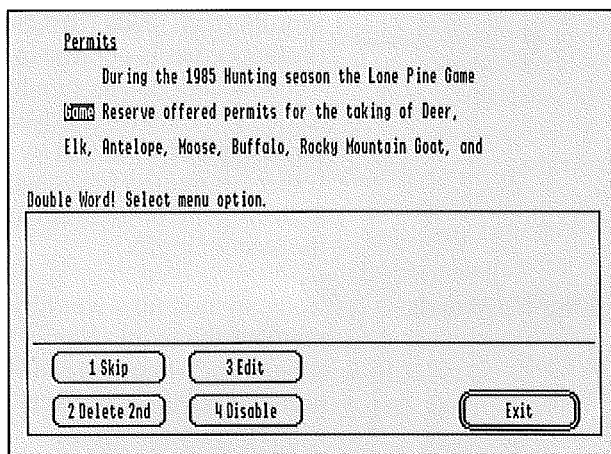 Permits
During the 1985 Hunting season the Lone Pine Game
Game Reserve offered permits for the taking of Deer,
Elk, Antelope, Moose, Buffalo, Rocky Mountain Goat, and
Double Word! Select menu option.
1 Skip
3 Edit
2 Delete 2nd
4 Disable
Exit